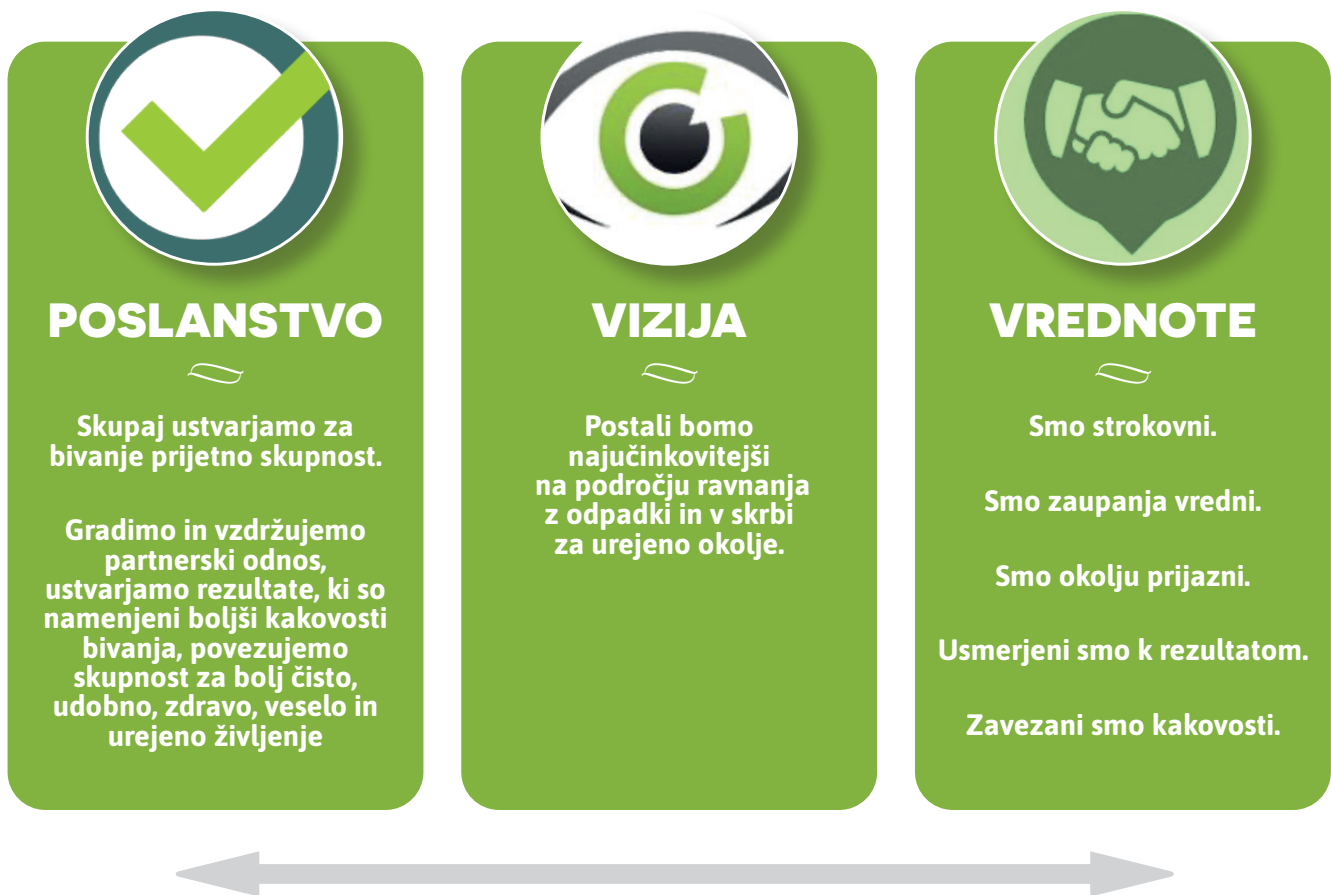 POSLANSTVO
Skupaj ustvarjamo za
bivanje prijetno skupnost.
Gradimo in vzdržujemo
partnerski odnos,
ustvarjamo rezultate, ki so
namenjeni boljši kakovosti
bivanja, povezujemo
skupnost za bolj čisto,
udobno, zdravo, veselo in
urejeno življenje
VIZIJA
Postali bomo
najučinkovitejši
na področju ravnanja
z odpadki in v skrbi
za urejeno okolje.
VREDNOTE
Smo strokovni.
Smo zaupanja vredni.
Smo okolju prijazni.
Usmerjeni smo k rezultatom.
Zavezani smo kakovosti.